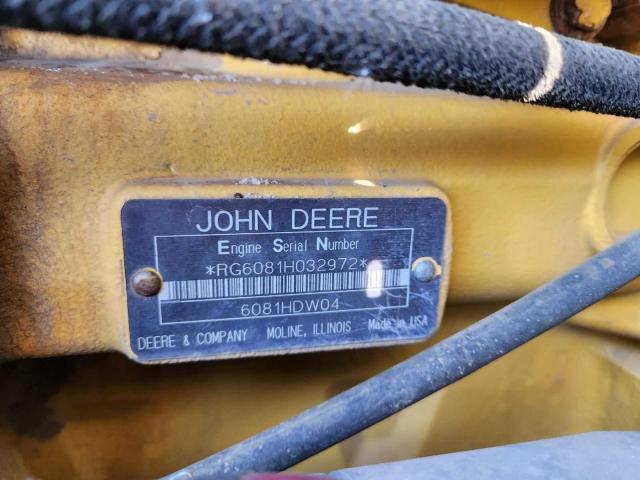 JOHN DEERE
Engine Serial Number
*RG6081H032972*
6081HDW04
DEERE & COMPANY MOLINE, ILLINOIS Made in USA